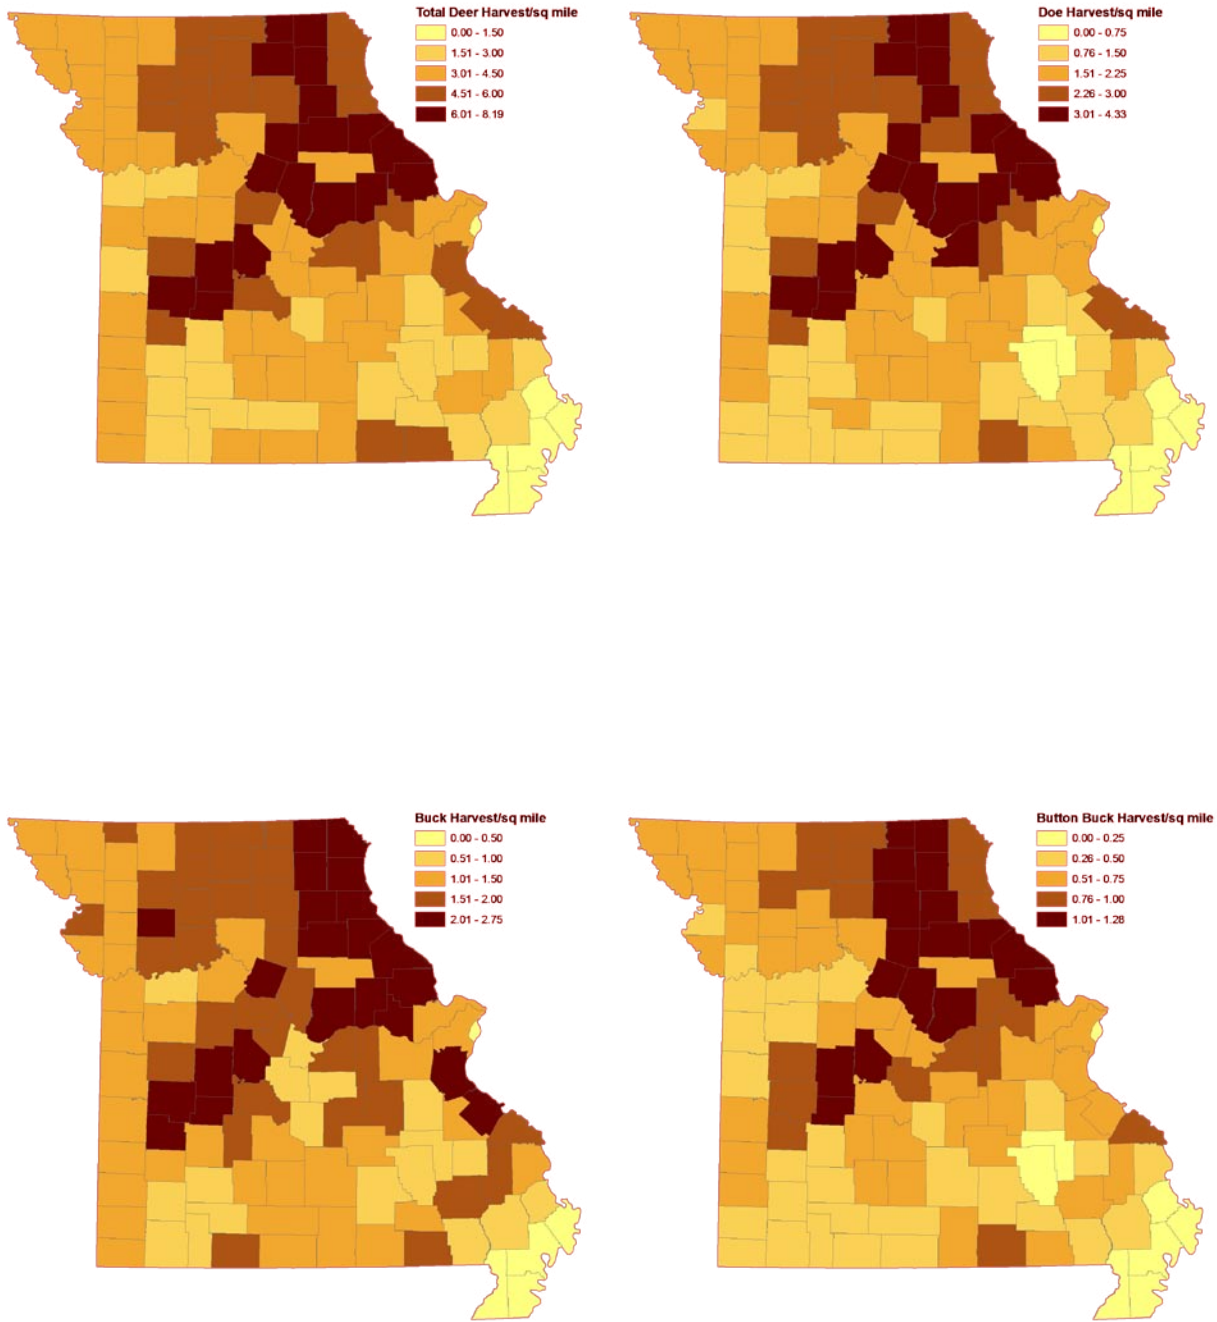 Total Deer Harvest/sq mile
0.00 - 1.50
1.51 - 3.00
3.01 - 4.50
4.51 - 6.00
6.01 - 8.19
Doe Harvest/sq mile
0.00 - 0.75
0.76 - 1.50
1.51 - 2.25
2.26 - 3.00
3.01 - 4.33
Buck Harvest/sq mile
0.00 - 0.50
0.51 - 1.00
1.01 - 1.50
1.51 - 2.00
2.01 - 2.75
Button Buck Harvest/sq mile
0.00 - 0.25
0.26 - 0.50
0.51 - 0.75
0.76 - 1.00
1.01 - 1.28